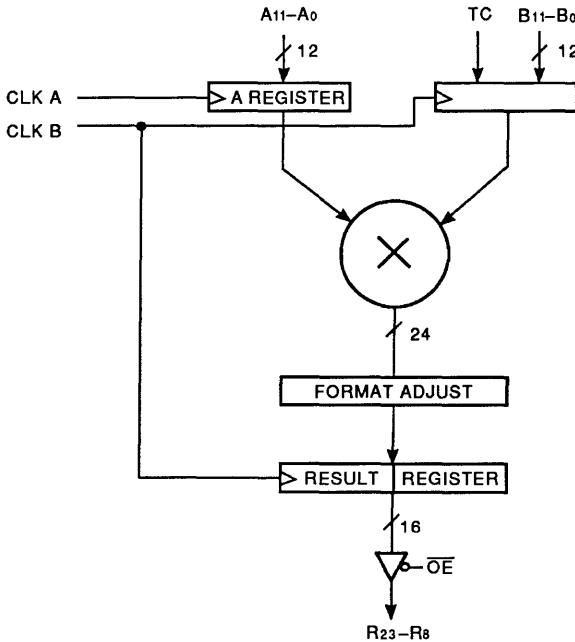 A11–A0
TC
B11–B0
12
12
CLK A
A REGISTER
CLK B
24
FORMAT ADJUST
RESULT REGISTER
16
OE
R23–R8